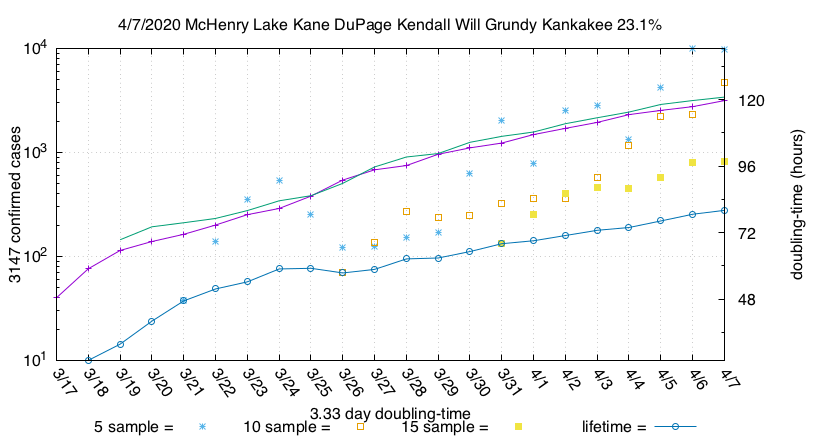 4/7/2020 McHenry Lake Kane DuPage Kendall Will Grundy Kankakee 23.1%
10^4
10^3
10^2
10^1
3147 confirmed cases
120
96
72
48
doubling-time (hours)
3/17 3/18 3/19 3/20 3/21 3/22 3/23 3/24 3/25 3/26 3/27 3/28 3/29 3/30 3/31 4/1 4/2 4/3 4/4 4/5 4/6 4/7
3.33 day doubling-time
5 sample = 10 sample = 15 sample = lifetime =